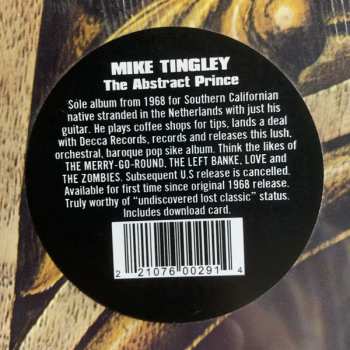 MIKE TINGLEY
The Abstract Prince
Sole album from 1968 for Southern Californian
native stranded in the Netherlands with just his
guitar. He plays coffee shops for tips, lands a deal
with Decca Records, records and releases this lush,
orchestral, baroque pop sike album. Think the likes of
THE MERRY-GO-ROUND, THE LEFT BANKE, LOVE and
THE ZOMBIES. Subsequent U.S release is cancelled.
Available for first time since original 1968 release.
Truly worthy of “undiscovered lost classic” status.
Includes download card.
2 21076 00291 4